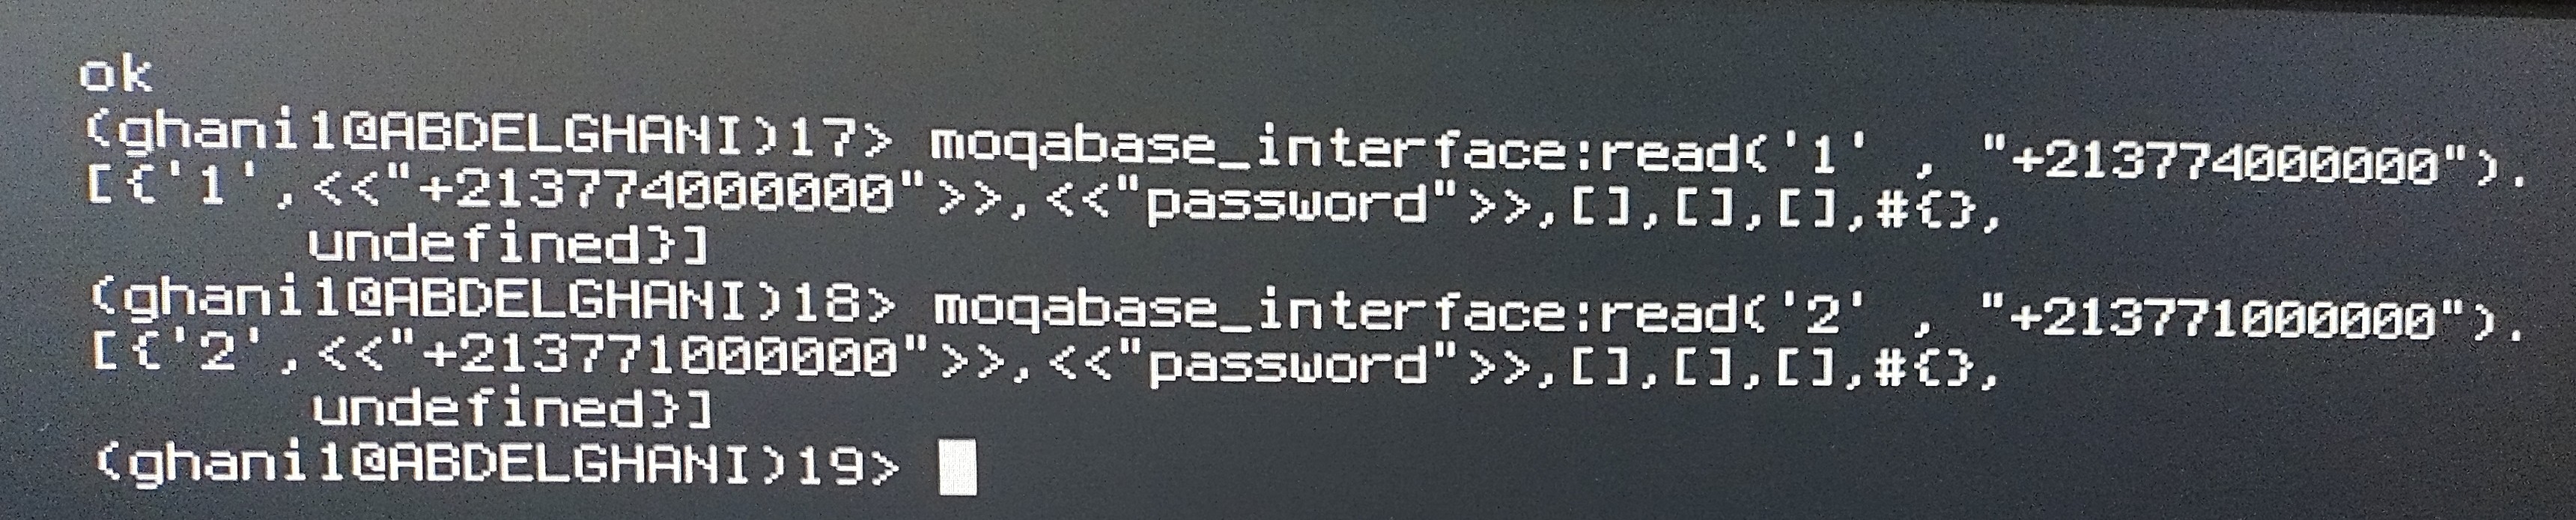 ok
(ghani1@ABDELGHANI)17> moqabase_interface:read('1' , "+213774000000").
[{'1',<<"+213774000000">>,<<"password">>,[],[],[],#{},
undefined}]
(ghani1@ABDELGHANI)18> moqabase_interface:read('2' , "+213771000000").
[{'2',<<"+213771000000">>,<<"password">>,[],[],[],#{},
undefined}]
(ghani1@ABDELGHANI)19>